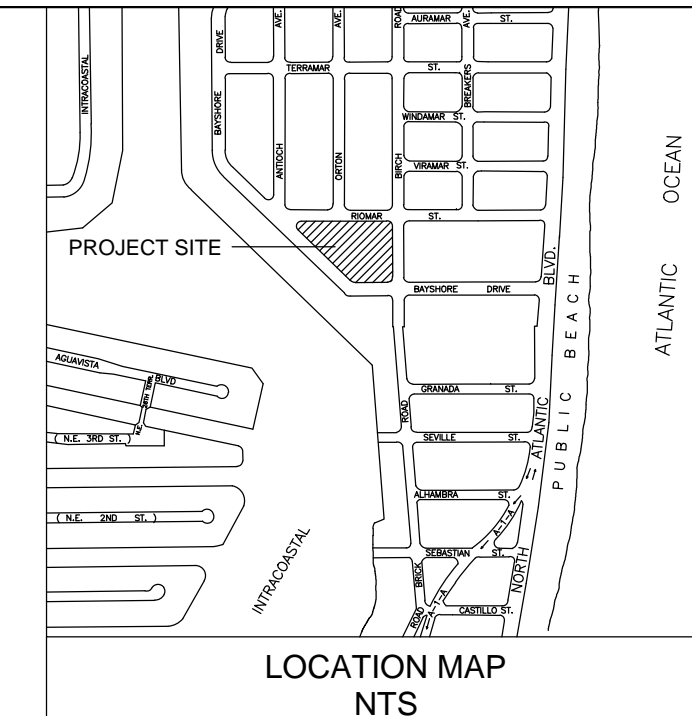 AURAMAR ST.
AVE.
AVE.
ROAD
AVE.
DRIVE
INTRACOASTAL
TERRAMAR ST.
BREAKERS
BAYSHORE
WINDAMAR ST.
ANTIOCH
ORTON
BIRCH
VIRAMAR ST.
OCEAN
ATLANTIC
RIOMAR ST.
PROJECT SITE
BLVD.
BAYSHORE DRIVE
PUBLIC BEACH
AGUAVISTA BLVD
N.E. 26TH TERR.
GRANADA ST.
ROAD
( N.E. 3RD ST. )
SEVILLE ST.
ATLANTIC
ALHAMBRA ST.
( N.E. 2ND ST. )
A-1-A
INTRACOASTAL
SEBASTIAN ST.
BRICK
NORTH
A-1-A
ROAD
CASTILLO ST.
LOCATION MAP
NTS